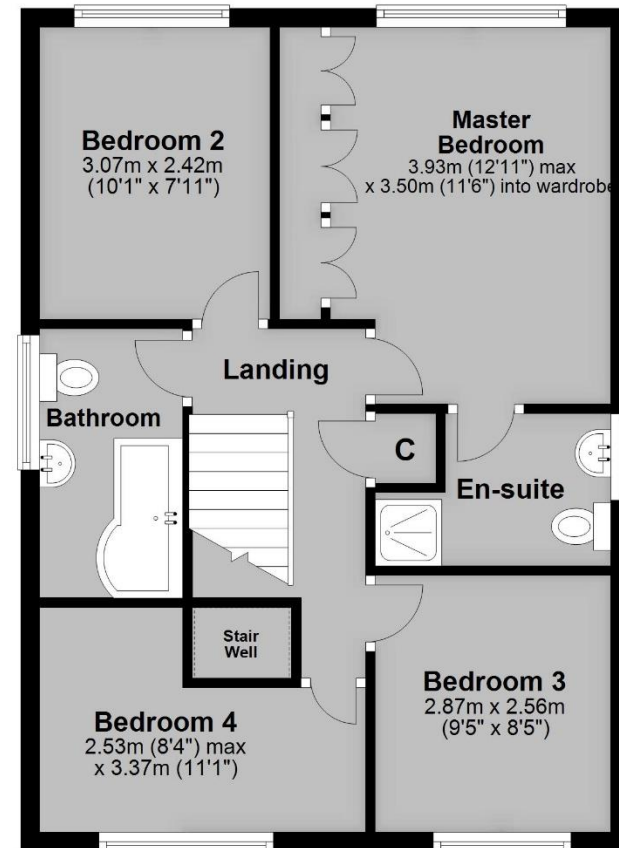 Bedroom 2
3.07m x 2.42m
(10'1" x 7'11")
Master
Bedroom
3.93m (12'11") max
x 3.50m (11'6") into wardrobe
Landing
Bathroom
C
En-suite
Stair
Well
Bedroom 3
2.87m x 2.56m
(9'5" x 8'5")
Bedroom 4
2.53m (8'4") max
x 3.37m (11'1")